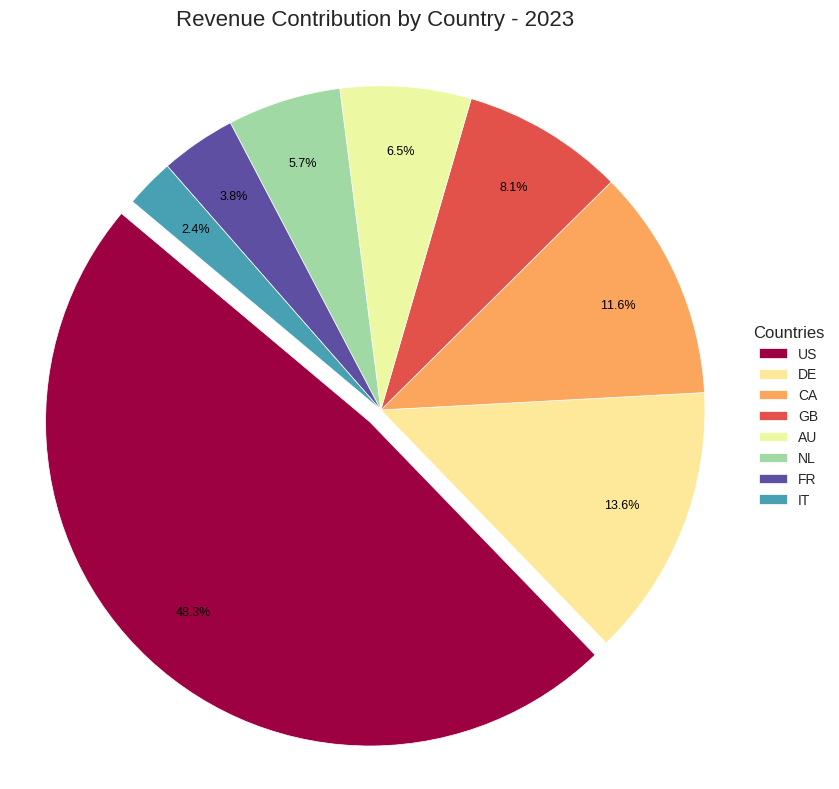 Revenue Contribution by Country - 2023
6.5%
5.7%
8.1%
3.8%
2.4%
11.6%
13.6%
48.3%
Countries
US
DE
CA
GB
AU
NL
FR
IT